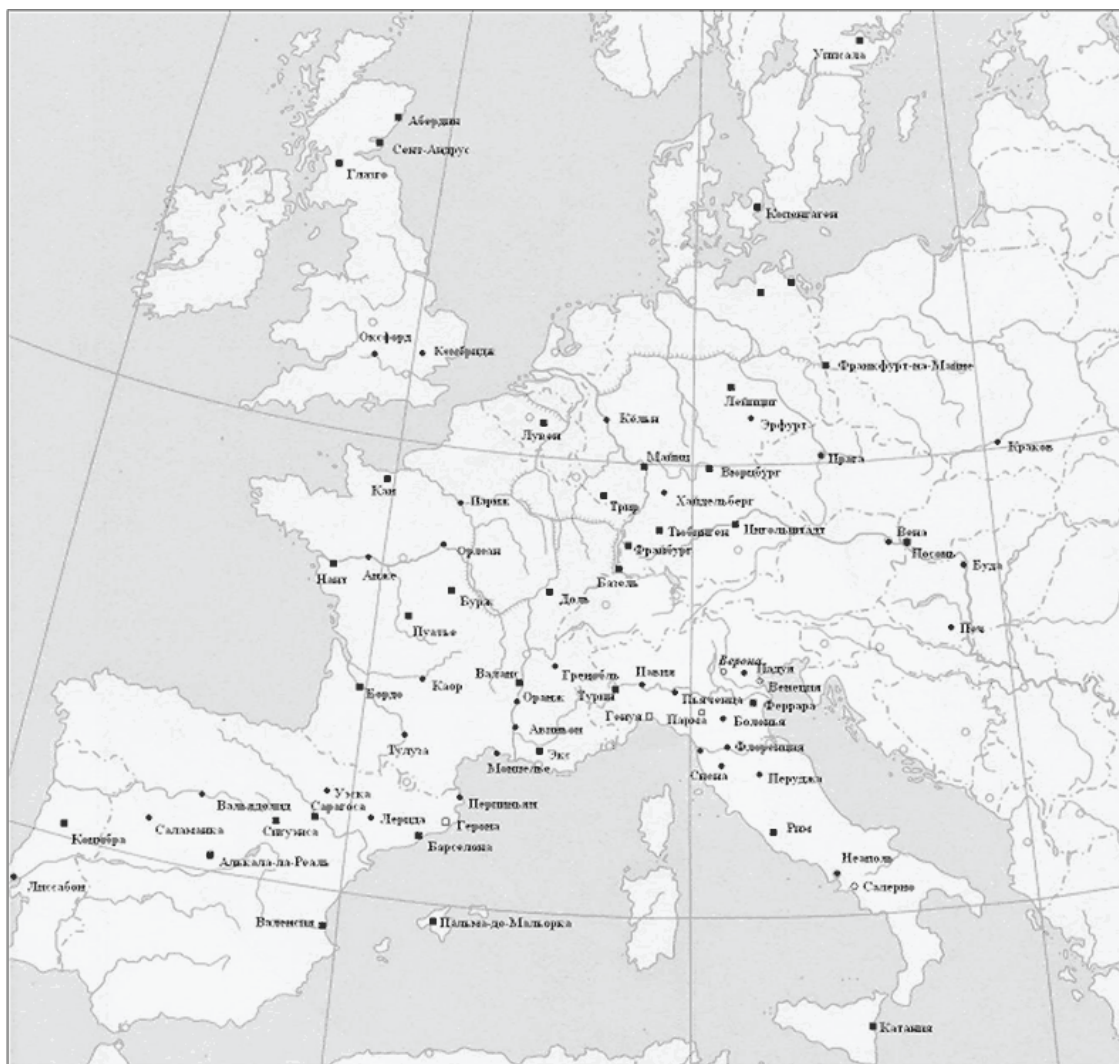 Упсала
Абердин
Сент-Андрус
Глазго
Копенгаген
Оксфорд
Кембридж
Франкфурт-на-Майне
Лейпциг
Эрфурт
Кёльн
Лувен
Краков
Майнц
Прага
Вюрцбург
Кан
Париж
Трир
Хайдельберг
Тюбинген
Ингольштадт
Вена
Посонь
Орлеан
Фрайбург
Буда
Нант
Анже
Базель
Бурж
Доль
Пуатье
Печ
Верона
Падуя
Гренобль
Павия
Валанс
Каор
Венеция
Бордо
Оранж
Турин
Пьяченца
Феррара
Генуя
Парма
Болонья
Авиньон
Тулуза
Экс
Флоренция
Монпелье
Сиена
Перуджа
Уэска
Перпиньян
Вальядолид
Сарагоса
Саламанка
Лерида
Герона
Коимбра
Сигуэнса
Рим
Барселона
Алькала-ла-Реаль
Неаполь
Лиссабон
Салерно
Валенсия
Пальма-де-Мальорка
Катания